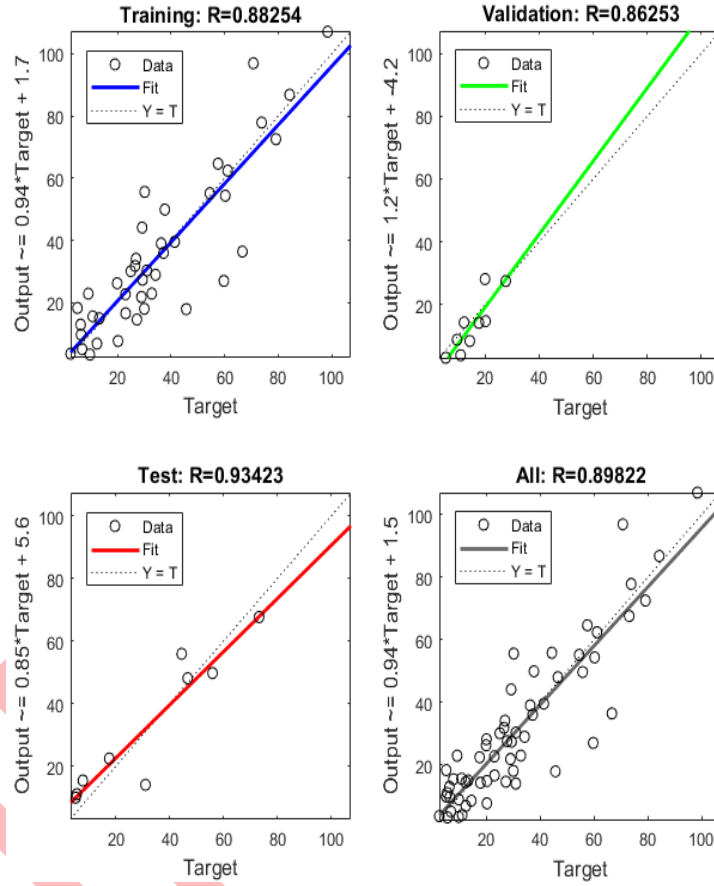 Training: R=0.88254
Output ~= 0.94*Target + 1.7
100
80
60
40
20
Data
Fit
Y = T
20
40
60
80
100
Target
Validation: R=0.86253
Output ~= 1.2*Target + -4.2
100
80
60
40
20
Data
Fit
Y = T
20
40
60
80
100
Target
Test: R=0.93423
Output ~= 0.85*Target + 5.6
100
80
60
40
20
Data
Fit
Y = T
20
40
60
80
100
Target
All: R=0.89822
Output ~= 0.94*Target + 1.5
100
80
60
40
20
Data
Fit
Y = T
20
40
60
80
100
Target